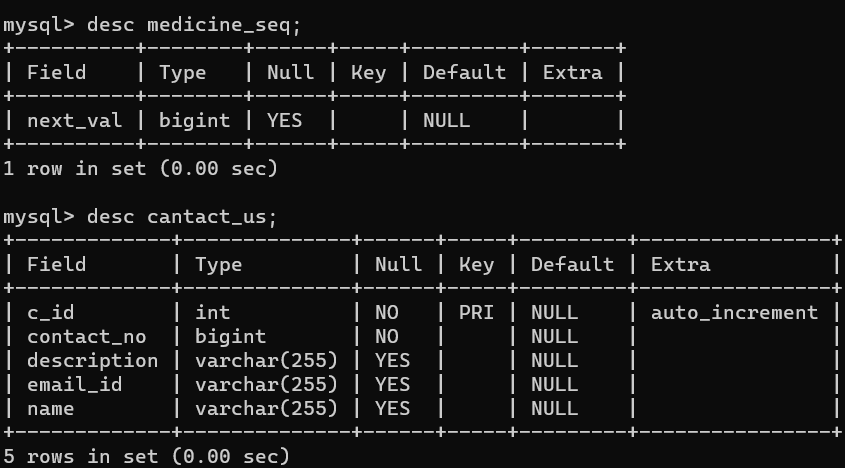 mysql> desc medicine_seq;
+----------+--------+------+-----+---------+-------+
| Field    | Type   | Null | Key | Default | Extra |
+----------+--------+------+-----+---------+-------+
| next_val | bigint | YES  |     | NULL    |       |
+----------+--------+------+-----+---------+-------+
1 row in set (0.00 sec)

mysql> desc cantact_us;
+-------------+--------------+------+-----+---------+----------------+
| Field       | Type         | Null | Key | Default | Extra          |
+-------------+--------------+------+-----+---------+----------------+
| c_id        | int          | NO   | PRI | NULL    | auto_increment |
| contact_no  | bigint       | NO   |     | NULL    |                |
| description | varchar(255) | YES  |     | NULL    |                |
| email_id    | varchar(255) | YES  |     | NULL    |                |
| name        | varchar(255) | YES  |     | NULL    |                |
+-------------+--------------+------+-----+---------+----------------+
5 rows in set (0.00 sec)